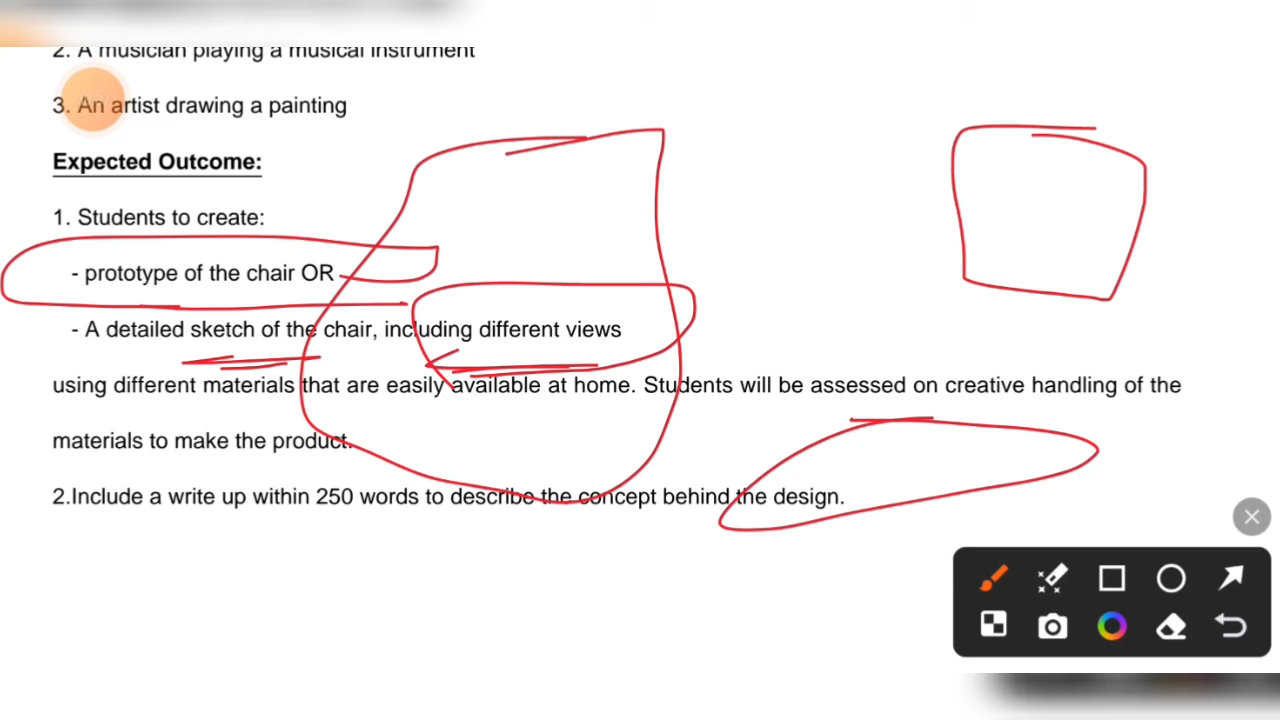 2. A musician playing a musical instrument
3. An artist drawing a painting
Expected Outcome:
1. Students to create:
- prototype of the chair OR
- A detailed sketch of the chair, including different views
using different materials that are easily available at home. Students will be assessed on creative handling of the
materials to make the product.
2.Include a write up within 250 words to describe the concept behind the design.